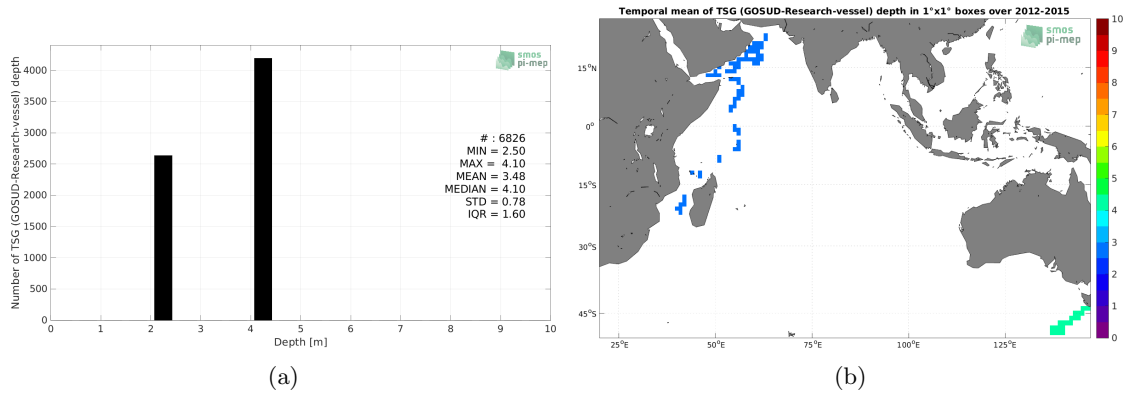 Temporal mean of TSG (GOSUD-Research-vessel) depth in 1°x1° boxes over 2012-2015
smos
pi-mep
Number of TSG (GOSUD-Research-vessel) depth
4000
3500
3000
2500
2000
1500
1000
500
0
# : 6826
MIN = 2.50
MAX = 4.10
MEAN = 3.48
MEDIAN = 4.10
STD = 0.78
IQR = 1.60
0 1 2 3 4 5 6 7 8 9 10
Depth [m]
(a)
smos
pi-mep
15°N
0°
15°S
30°S
45°S
25°E 50°E 75°E 100°E 125°E
10
9
8
7
6
5
4
3
2
1
0
(b)